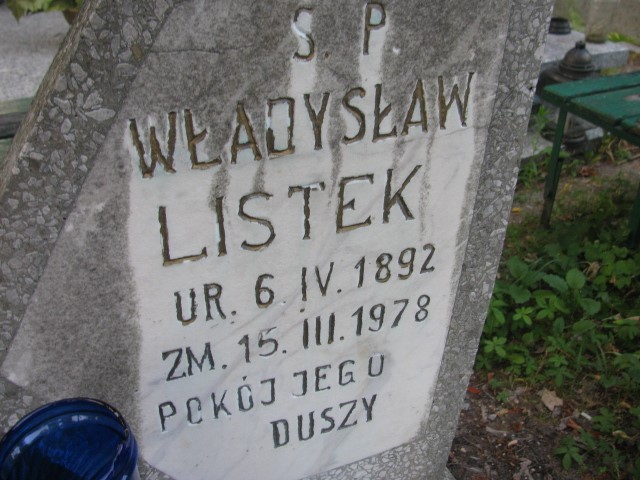 Ś. P.
WŁADYSŁAW
LISTEK
UR. 6. IV. 1892
ZM. 15. III. 1978
POKÓJ JEGO
DUSZY